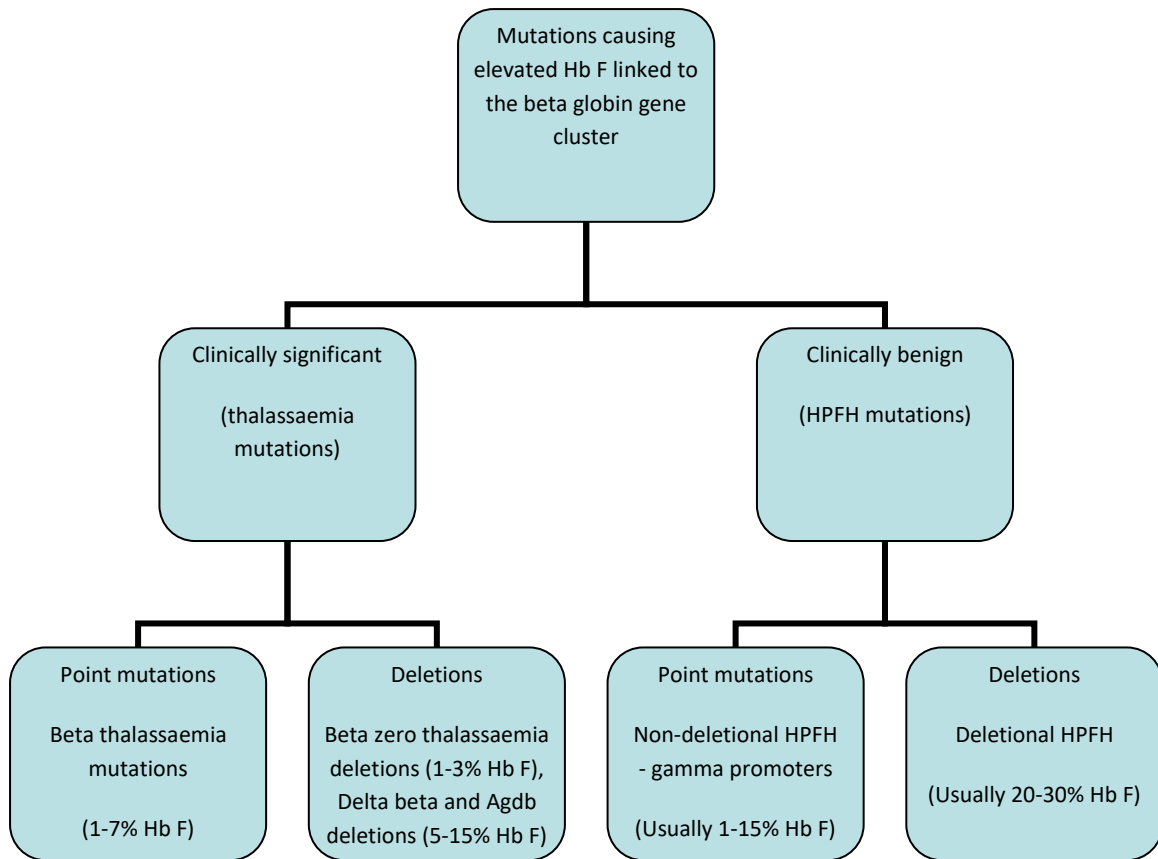 Mutations causing
elevated Hb F linked to
the beta globin gene
cluster
Clinically significant
(thalassaemia
mutations)
Clinically benign
(HPFH mutations)
Point mutations
Beta thalassaemia
mutations
(1-7% Hb F)
Deletions
Beta zero thalassaemia
deletions (1-3% Hb F),
Delta beta and Agdb
deletions (5-15% Hb F)
Point mutations
Non-deletional HPFH
- gamma promoters
(Usually 1-15% Hb F)
Deletions
Deletional HPFH
(Usually 20-30% Hb F)